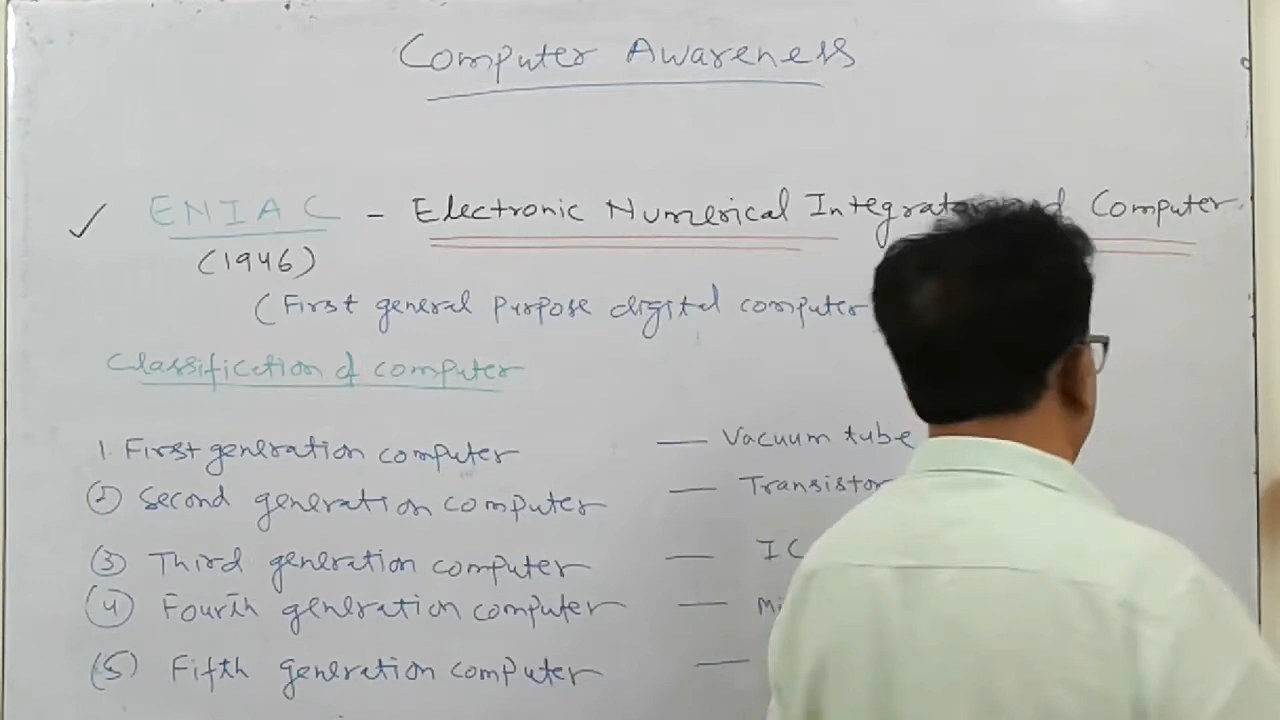 Computer Awareness
✓ ENIAC - Electronic Numerical Integrator and Computer.
(1946)
(First general purpose digital computer
Classification of computer
1. First generation computer — Vacuum tube
(2) Second generation computer — Transistor
(3) Third generation computer — IC
(4) Fourth generation computer —
(5) Fifth generation computer —